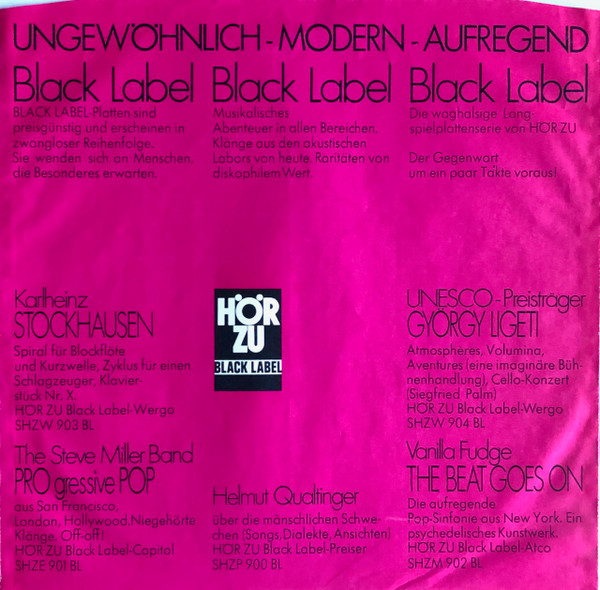 UNGEWÖHNLICH - MODERN - AUFREGEND
Black Label
BLACK LABEL-Platten sind
preisgünstig und erscheinen in
zwangloser Reihenfolge.
Sie wenden sich an Menschen,
die Besonderes erwarten.
Black Label
Musikalisches
Abenteuer in allen Bereichen.
Klänge aus den akustischen
Labors von heute. Raritäten von
diskophilem Wert.
Black Label
Die waghalsige Lang-
spielplattenserie von HÖR ZU
Der Gegenwart
um ein paar Takte voraus!
Karlheinz
STOCKHAUSEN
Spiral für Blockflöte
und Kurzwelle, Zyklus für einen
Schlagzeuger, Klavier-
stück Nr. X.
HÖR ZU Black Label-Wergo
SHZW 903 BL
HÖR
ZU
BLACK LABEL
UNESCO-Preisträger
GYÖRGY LIGETI
Atmosphères, Volumina,
Aventures (eine imaginäre Büh-
nenhandlung), Cello-Konzert
(Siegfried Palm)
HÖR ZU Black Label-Wergo
SHZW 904 BL
The Steve Miller Band
PROgressive POP
aus San Francisco,
London, Hollywood. Niegehörte
Klänge. Off-off!
HÖR ZU Black Label-Capitol
SHZE 901 BL
Helmut Qualtinger
über die mänschlichen Schwe-
chen (Songs, Dialekte, Ansichten)
HÖR ZU Black Label-Preiser
SHZP 900 BL
Vanilla Fudge
THE BEAT GOES ON
Die aufregende
Pop-Sinfonie aus New York. Ein
psychedelisches Kunstwerk.
HÖR ZU Black Label-Atco
SHZM 902 BL